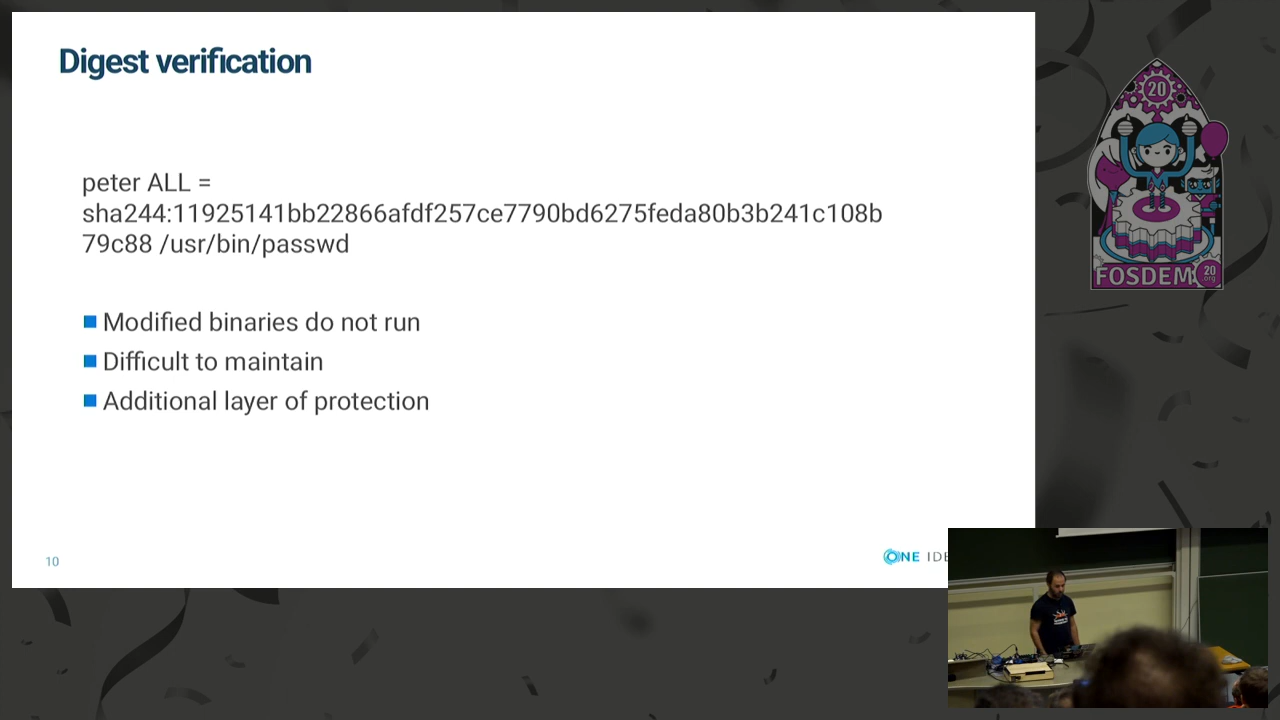 Digest verification
peter ALL =
sha244:11925141bb22866afdf257ce7790bd6275feda80b3b241c108b
79c88 /usr/bin/passwd
Modified binaries do not run
Difficult to maintain
Additional layer of protection
10
ONE IDE
20
FOSDEM
20
.org